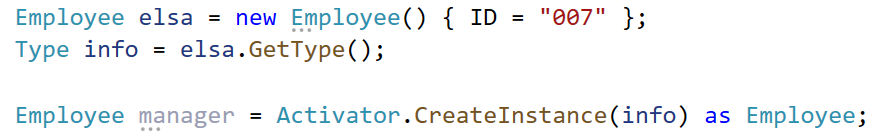 Employee elsa = new Employee() { ID = "007" };
Type info = elsa.GetType();
Employee manager = Activator.CreateInstance(info) as Employee;